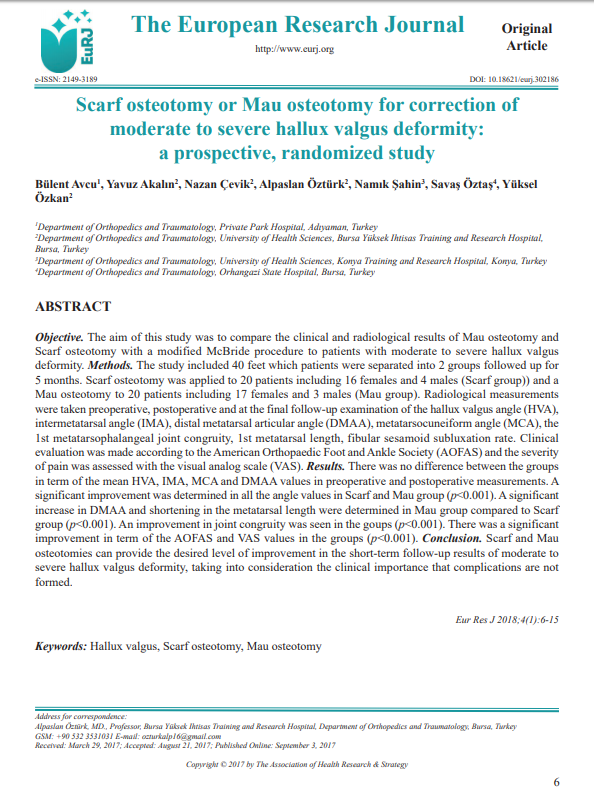 EuRJ
The European Research Journal
http://www.eurj.org
Original
Article
e-ISSN: 2149-3189
DOI: 10.18621/eurj.302186
Scarf osteotomy or Mau osteotomy for correction of
moderate to severe hallux valgus deformity:
a prospective, randomized study
Bülent Avcu1, Yavuz Akalın2, Nazan Çevik2, Alpaslan Öztürk2, Namık Şahin3, Savaş Öztaş4, Yüksel
Özkan2
1Department of Orthopedics and Traumatology, Private Park Hospital, Adıyaman, Turkey
2Department of Orthopedics and Traumatology, University of Health Sciences, Bursa Yüksek Ihtisas Training and Research Hospital,
Bursa, Turkey
3Department of Orthopedics and Traumatology, University of Health Sciences, Konya Training and Research Hospital, Konya, Turkey
4Department of Orthopedics and Traumatology, Orhangazi State Hospital, Bursa, Turkey
ABSTRACT
Objective. The aim of this study was to compare the clinical and radiological results of Mau osteotomy and
Scarf osteotomy with a modified McBride procedure to patients with moderate to severe hallux valgus
deformity. Methods. The study included 40 feet which patients were separated into 2 groups followed up for
5 months. Scarf osteotomy was applied to 20 patients including 16 females and 4 males (Scarf group)) and a
Mau osteotomy to 20 patients including 17 females and 3 males (Mau group). Radiological measurements
were taken preoperative, postoperative and at the final follow-up examination of the hallux valgus angle (HVA),
intermetatarsal angle (IMA), distal metatarsal articular angle (DMAA), metatarsocuneiform angle (MCA), the
1st metatarsophalangeal joint congruity, 1st metatarsal length, fibular sesamoid subluxation rate. Clinical
evaluation was made according to the American Orthopaedic Foot and Ankle Society (AOFAS) and the severity
of pain was assessed with the visual analog scale (VAS). Results. There was no difference between the groups
in term of the mean HVA, IMA, MCA and DMAA values in preoperative and postoperative measurements. A
significant improvement was determined in all the angle values in Scarf and Mau group (p<0.001). A significant
increase in DMAA and shortening in the metatarsal length were determined in Mau group compared to Scarf
group (p<0.001). An improvement in joint congruity was seen in the goups (p<0.001). There was a significant
improvement in term of the AOFAS and VAS values in the groups (p<0.001). Conclusion. Scarf and Mau
osteotomies can provide the desired level of improvement in the short-term follow-up results of moderate to
severe hallux valgus deformity, taking into consideration the clinical importance that complications are not
formed.
Eur Res J 2018;4(1):6-15
Keywords: Hallux valgus, Scarf osteotomy, Mau osteotomy
Address for correspondence:
Alpaslan Öztürk, MD., Professor, Bursa Yüksek Ihtisas Training and Research Hospital, Department of Orthopedics and Traumatology, Bursa, Turkey
GSM: +90 532 3531031 E-mail: ozturkalp16@gmail.com
Received: March 29, 2017; Accepted: August 21, 2017; Published Online: September 3, 2017
Copyright © 2017 by The Association of Health Research & Strategy
6